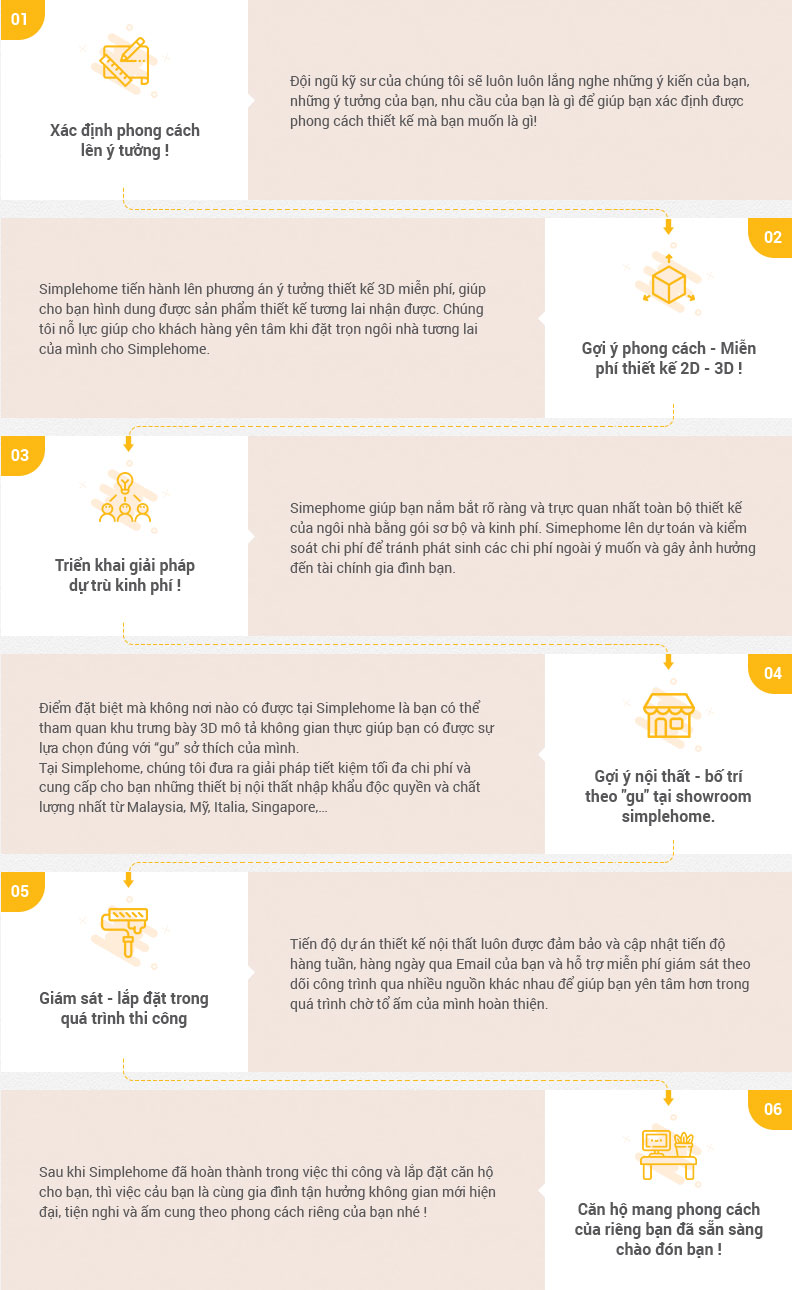 01
Xác định phong cách
lên ý tưởng !
Đội ngũ kỹ sư của chúng tôi sẽ luôn luôn lắng nghe những ý kiến của bạn,
những ý tưởng của bạn, nhu cầu của bạn là gì để giúp bạn xác định được
phong cách thiết kế mà bạn muốn là gì!
02
Simplehome tiến hành lên phương án ý tưởng thiết kế 3D miễn phí, giúp
cho bạn hình dung được sản phẩm thiết kế tương lai nhận được. Chúng
tôi nỗ lực giúp cho khách hàng yên tâm khi đặt trọn ngôi nhà tương lai
của mình cho Simplehome.
Gợi ý phong cách - Miễn
phí thiết kế 2D - 3D !
03
Triển khai giải pháp
dự trù kinh phí !
Simephome giúp bạn nắm bắt rõ ràng và trực quan nhất toàn bộ thiết kế
của ngôi nhà bằng gói sơ bộ và kinh phí. Simephome lên dự toán và kiểm
soát chi phí để tránh phát sinh các chi phí ngoài ý muốn và gây ảnh hưởng
đến tài chính gia đình bạn.
04
Điểm đặt biệt mà không nơi nào có được tại Simplehome là bạn có thể
tham quan khu trưng bày 3D mô tả không gian thực giúp bạn có được sự
lựa chọn đúng với “gu” sở thích của mình.
Tại Simplehome, chúng tôi đưa ra giải pháp tiết kiệm tối đa chi phí và
cung cấp cho bạn những thiết bị nội thất nhập khẩu độc quyền và chất
lượng nhất từ Malaysia, Mỹ, Italia, Singapore,...
Gợi ý nội thất - bố trí
theo "gu" tại showroom
simplehome.
05
Giám sát - lắp đặt trong
quá trình thi công
Tiến độ dự án thiết kế nội thất luôn được đảm bảo và cập nhật tiến độ
hàng tuần, hàng ngày qua Email của bạn và hỗ trợ miễn phí giám sát theo
dõi công trình qua nhiều nguồn khác nhau để giúp bạn yên tâm hơn trong
quá trình chờ tổ ấm của mình hoàn thiện.
06
Sau khi Simplehome đã hoàn thành trong việc thi công và lắp đặt căn hộ
cho bạn, thì việc cảu bạn là cùng gia đình tận hưởng không gian mới hiện
đại, tiện nghi và ấm cung theo phong cách riêng của bạn nhé !
Căn hộ mang phong cách
của riêng bạn đã sẵn sàng
chào đón bạn !